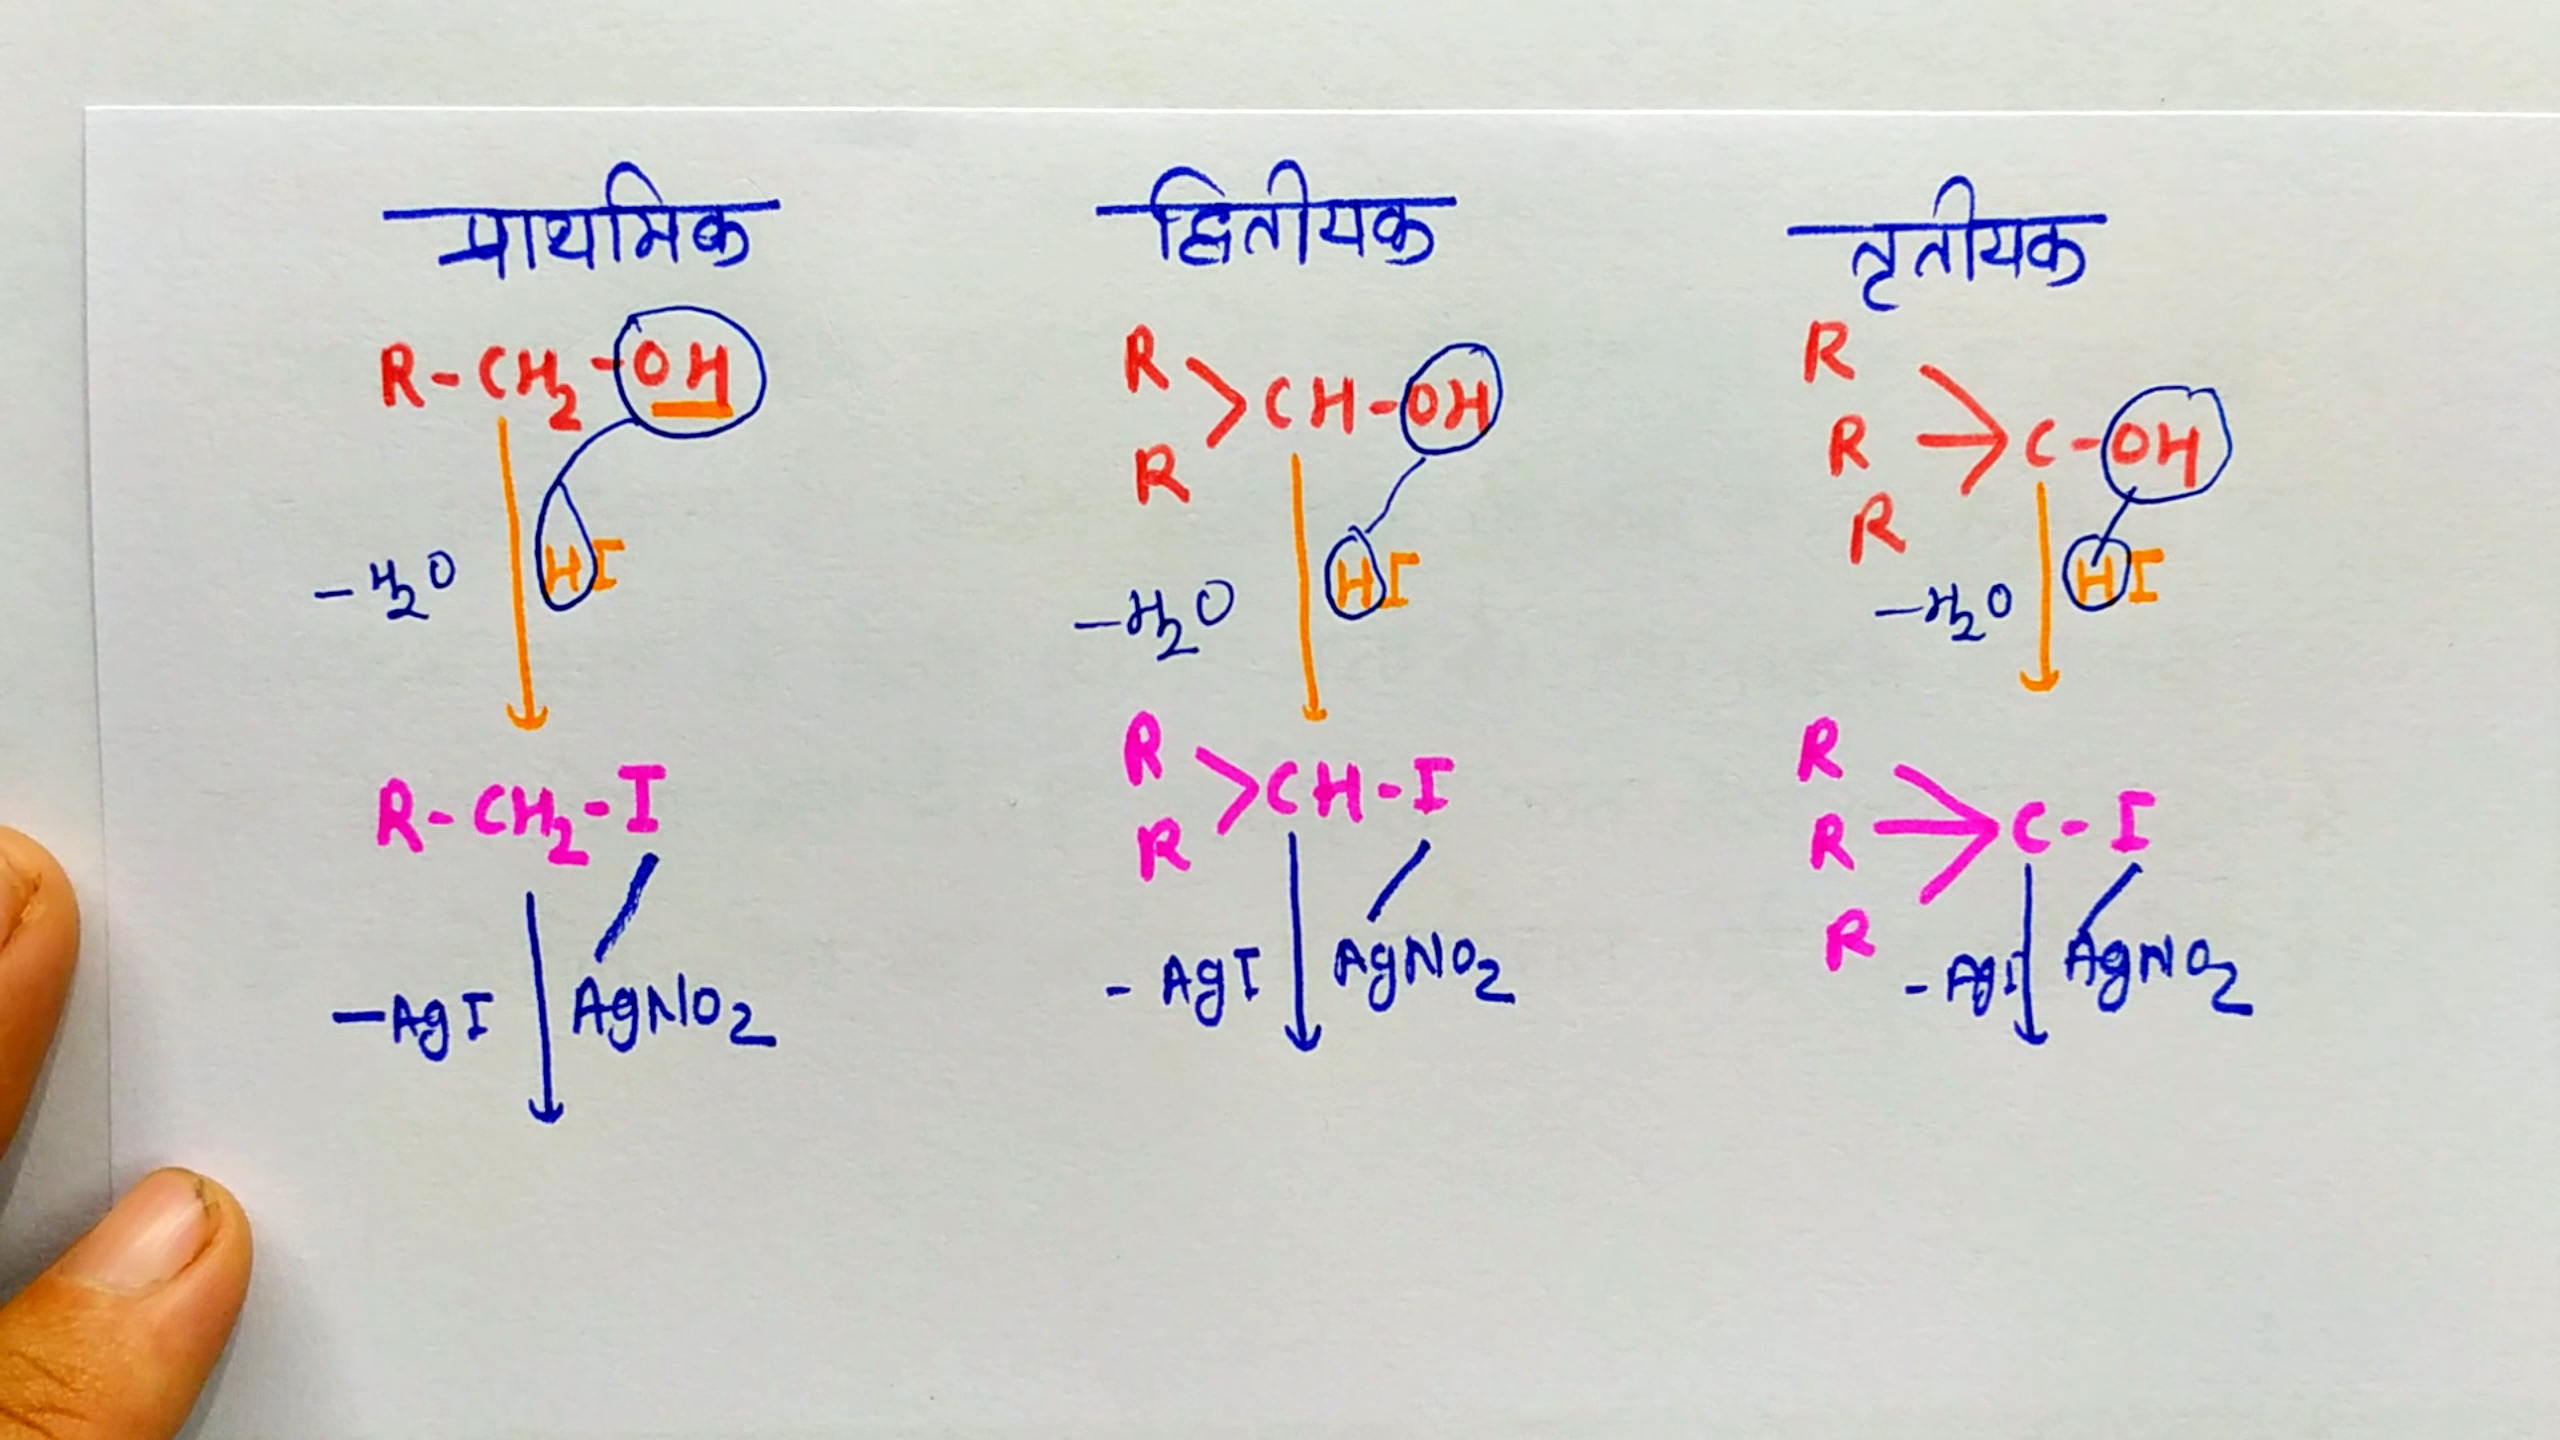 प्राथमिक
R-CH2-OH
-H2O HI
R-CH2-I
-AgI AgNO2
द्वितीयक
R
>CH-OH
R
-H2O HI
R
>CH-I
R
-AgI AgNO2
तृतीयक
R
R >C-OH
R
-H2O HI
R
R >C-I
R
-AgI AgNO2